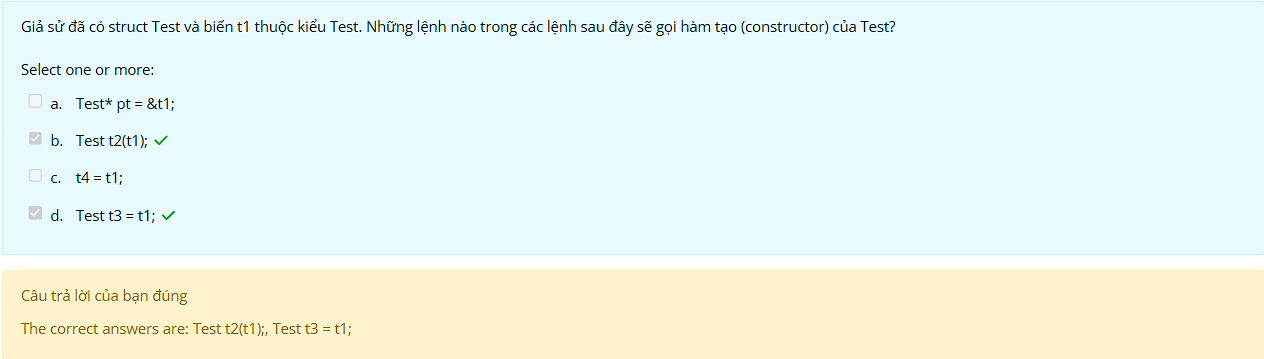 Giả sử đã có struct Test và biến t1 thuộc kiểu Test. Những lệnh nào trong các lệnh sau đây sẽ gọi hàm tạo (constructor) của Test?
Select one or more:
a. Test* pt = &t1;
b. Test t2(t1);
c. t4 = t1;
d. Test t3 = t1;
Câu trả lời của bạn đúng
The correct answers are: Test t2(t1);, Test t3 = t1;